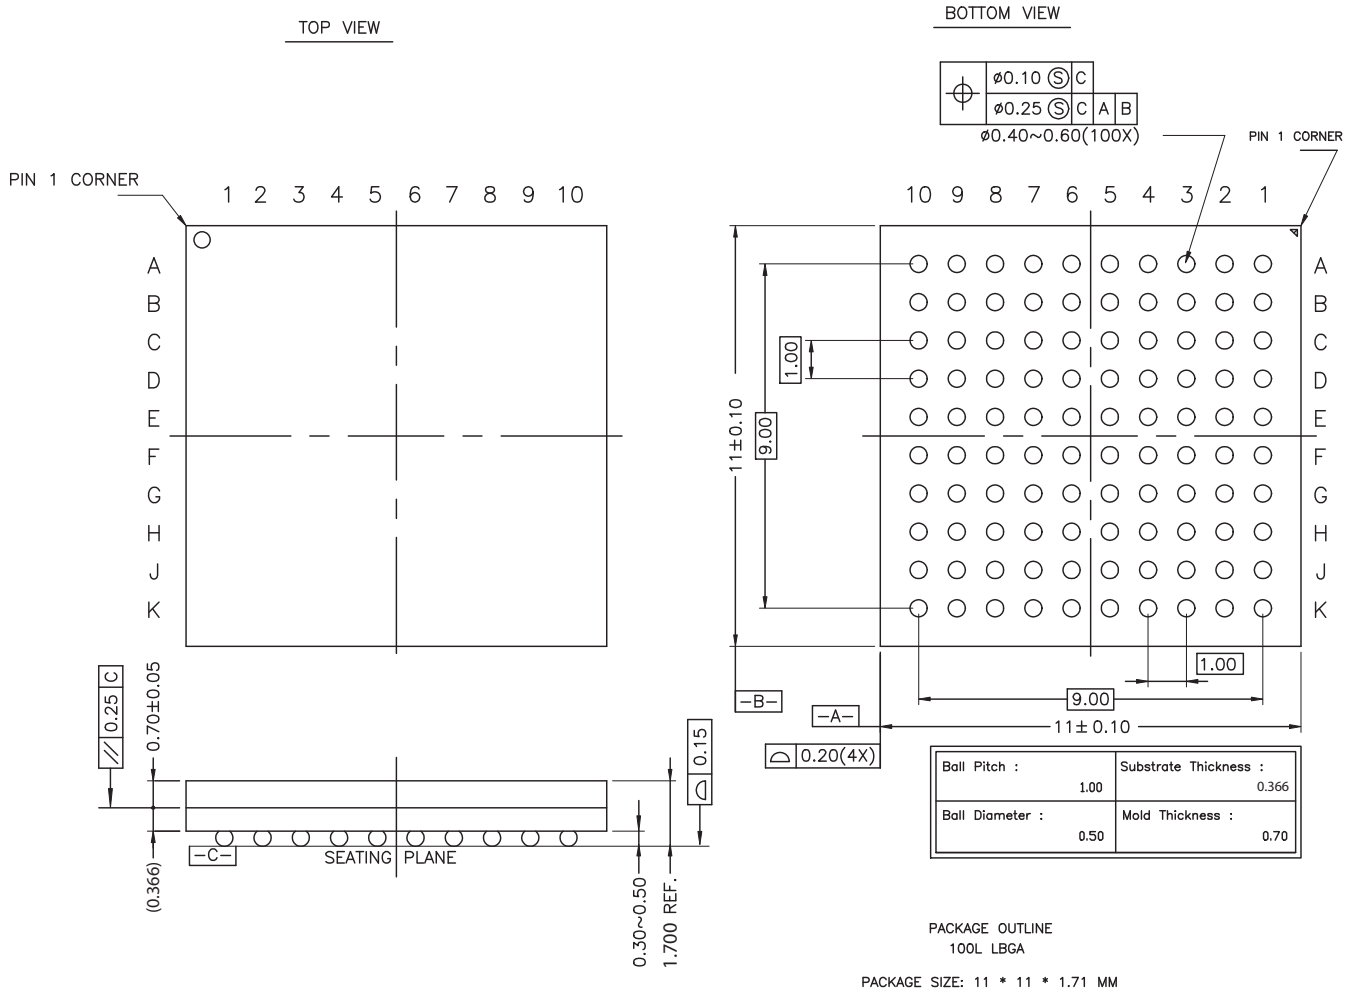 TOP VIEW
BOTTOM VIEW
ø0.10 Ⓢ C
ø0.25 Ⓢ C A B
ø0.40~0.60(100X)
PIN 1 CORNER
PIN 1 CORNER
1 2 3 4 5 6 7 8 9 10
10 9 8 7 6 5 4 3 2 1
A
B
C
D
E
F
G
H
J
K
A
B
C
D
E
F
G
H
J
K
1.00
9.00
11±0.10
1.00
9.00
11±0.10
-B-
-A-
0.20(4X)
// 0.25 C
0.70±0.05
(0.366)
0.15
-C-
SEATING PLANE
0.30~0.50
1.700 REF.
Ball Pitch :
1.00
Substrate Thickness :
0.366
Ball Diameter :
0.50
Mold Thickness :
0.70
PACKAGE OUTLINE
100L LBGA
PACKAGE SIZE: 11 * 11 * 1.71 MM